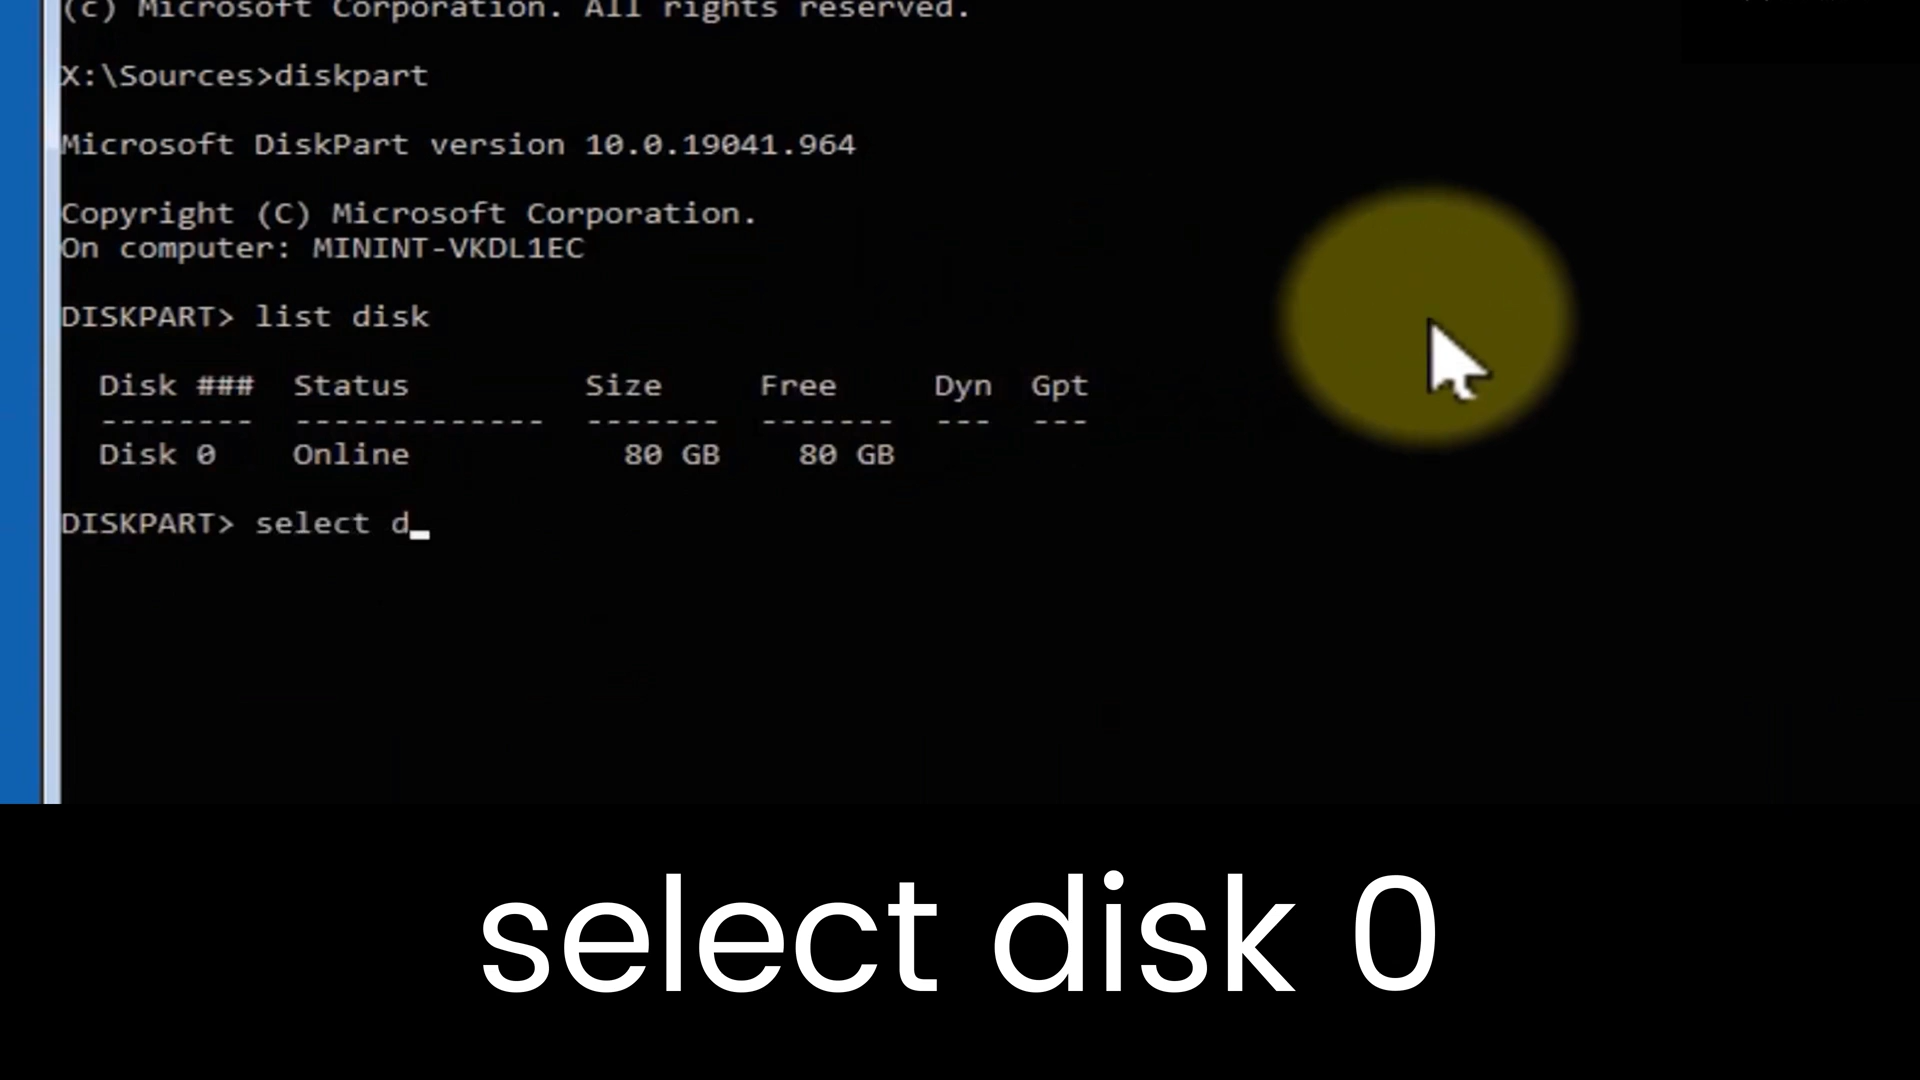 (c) Microsoft Corporation. All rights reserved.
X:\Sources>diskpart
Microsoft DiskPart version 10.0.19041.964
Copyright (C) Microsoft Corporation.
On computer: MININT-VKDL1EC
DISKPART> list disk
Disk ### Status Size Free Dyn Gpt
-------- ------------- ------- ------- --- ---
Disk 0 Online 80 GB 80 GB
DISKPART> select d_
select disk 0